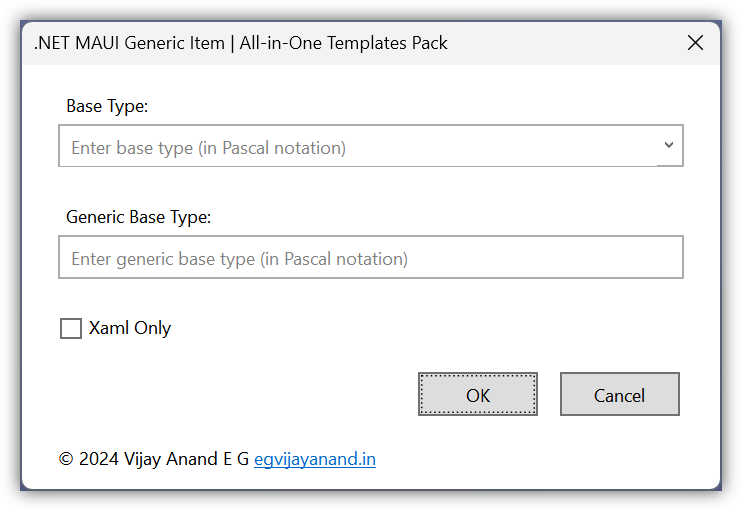 .NET MAUI Generic Item | All-in-One Templates Pack
Base Type:
Enter base type (in Pascal notation)
Generic Base Type:
Enter generic base type (in Pascal notation)
Xaml Only
OK Cancel
© 2024 Vijay Anand E G egvijayanand.in